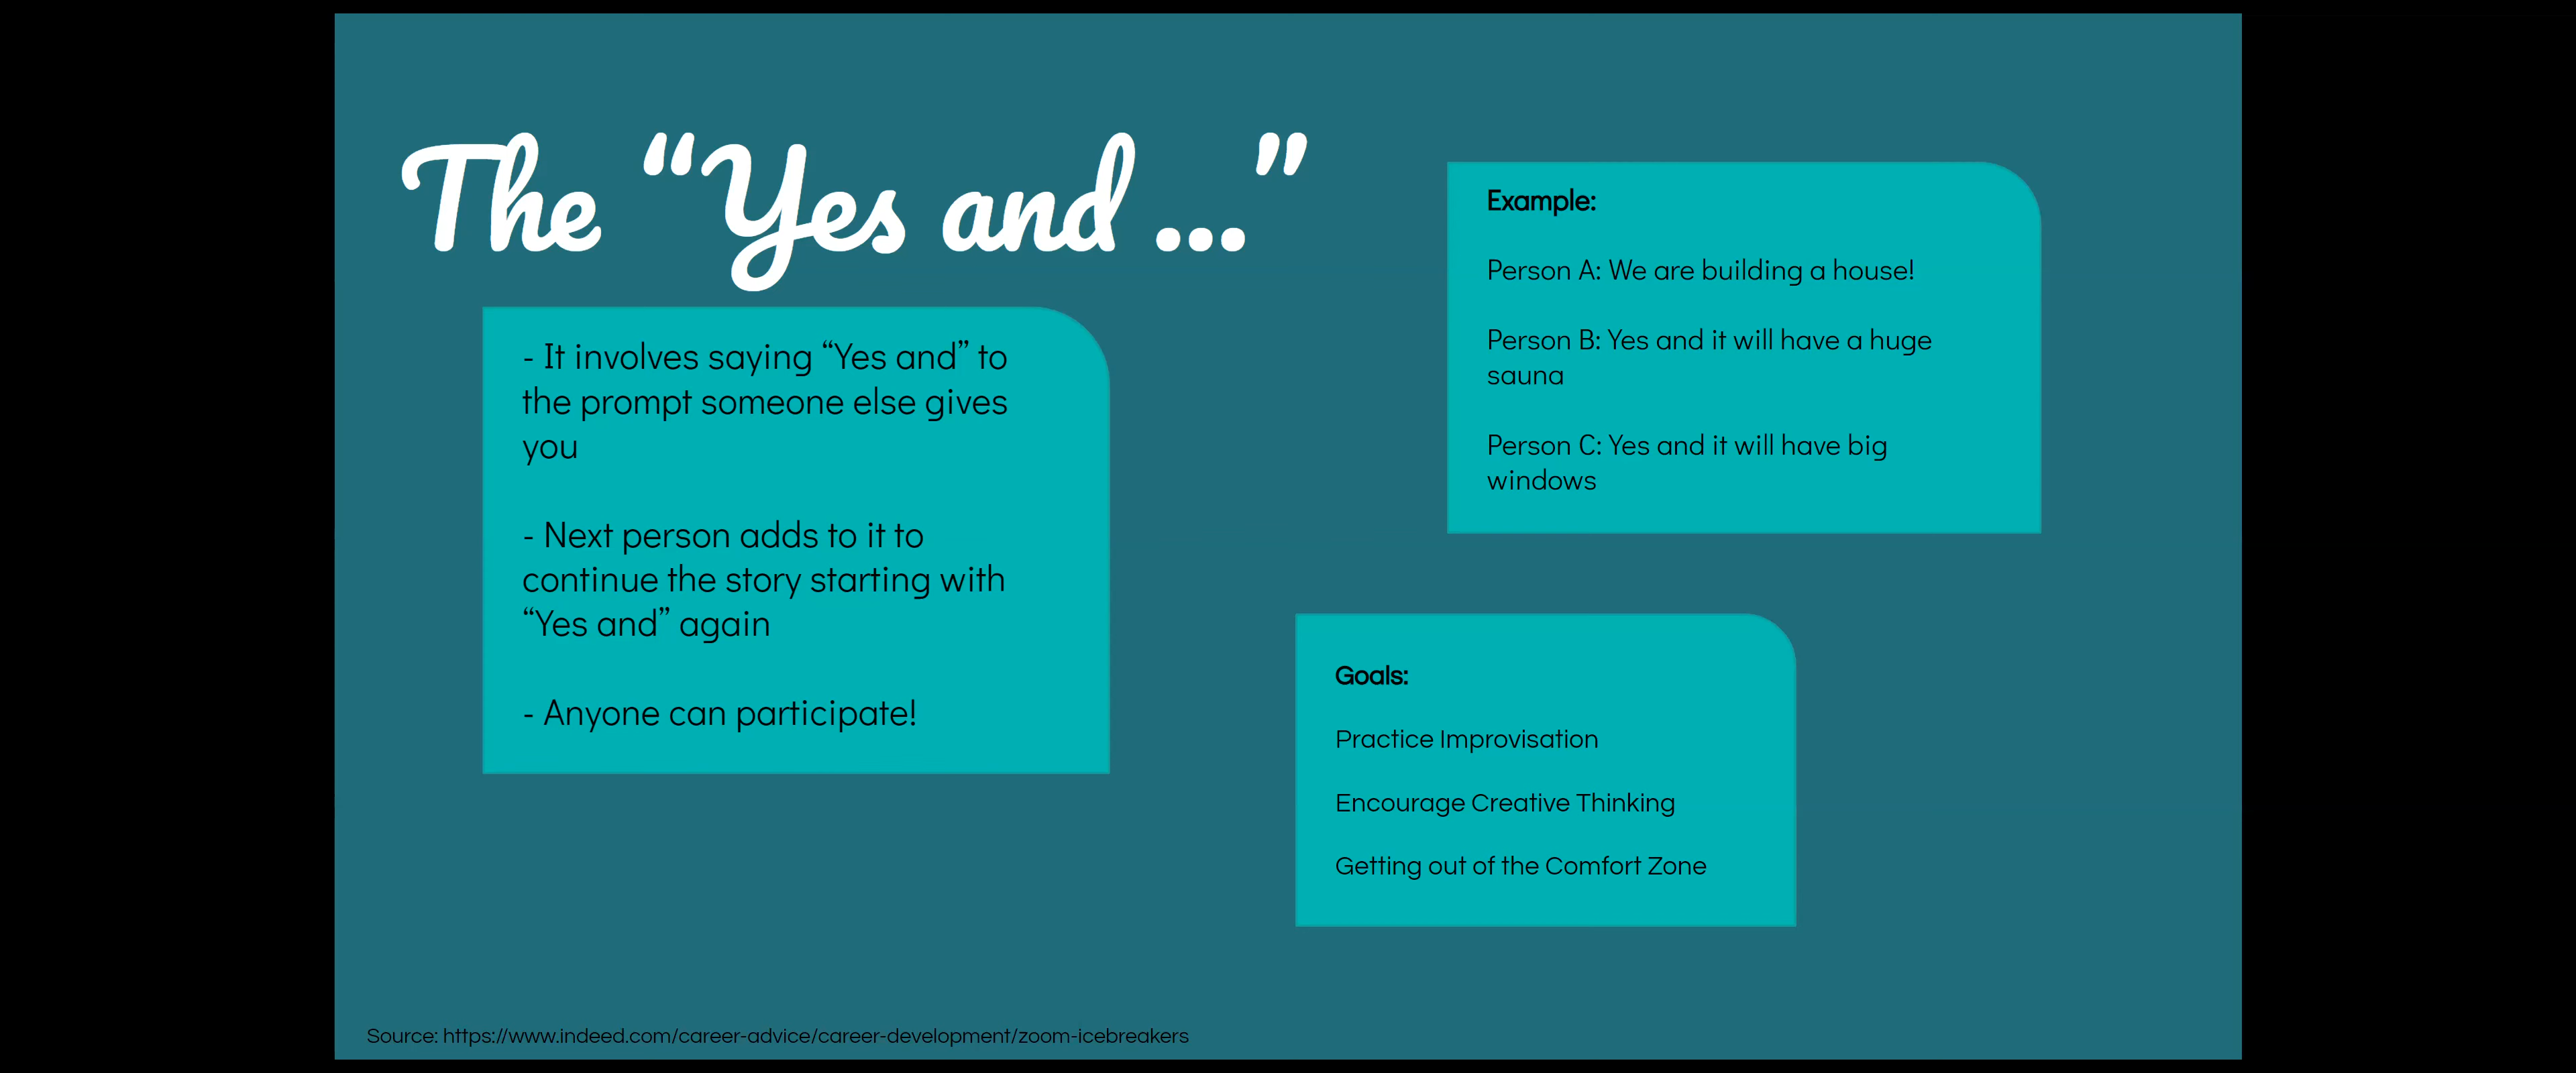 The “Yes and ...”
- It involves saying “Yes and” to
the prompt someone else gives
you
- Next person adds to it to
continue the story starting with
“Yes and” again
- Anyone can participate!
Example:
Person A: We are building a house!
Person B: Yes and it will have a huge
sauna
Person C: Yes and it will have big
windows
Goals:
Practice Improvisation
Encourage Creative Thinking
Getting out of the Comfort Zone
Source: https://www.indeed.com/career-advice/career-development/zoom-icebreakers